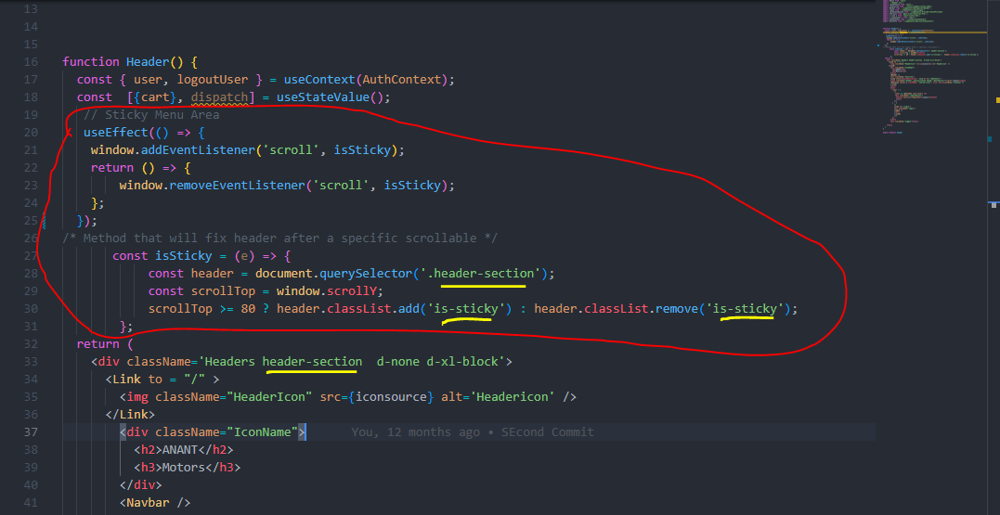 13
14
15
16 function Header() {
17 const { user, logoutUser } = useContext(AuthContext);
18 const [{cart}, dispatch] = useStateValue();
19 // Sticky Menu Area
20 useEffect(() => {
21 window.addEventListener('scroll', isSticky);
22 return () => {
23 window.removeEventListener('scroll', isSticky);
24 };
25 });
26 /* Method that will fix header after a specific scrollable */
27 const isSticky = (e) => {
28 const header = document.querySelector('.header-section');
29 const scrollTop = window.scrollY;
30 scrollTop >= 80 ? header.classList.add('is-sticky') : header.classList.remove('is-sticky');
31 };
32 return (
33 <div className='Headers header-section d-none d-xl-block'>
34 <Link to = "/" >
35 <img className="HeaderIcon" src={iconsource} alt='Headericon' />
36 </Link>
37 <div className="IconName"> You, 12 months ago • SEcond Commit
38 <h2>ANANT</h2>
39 <h3>Motors</h3>
40 </div>
41 <Navbar />